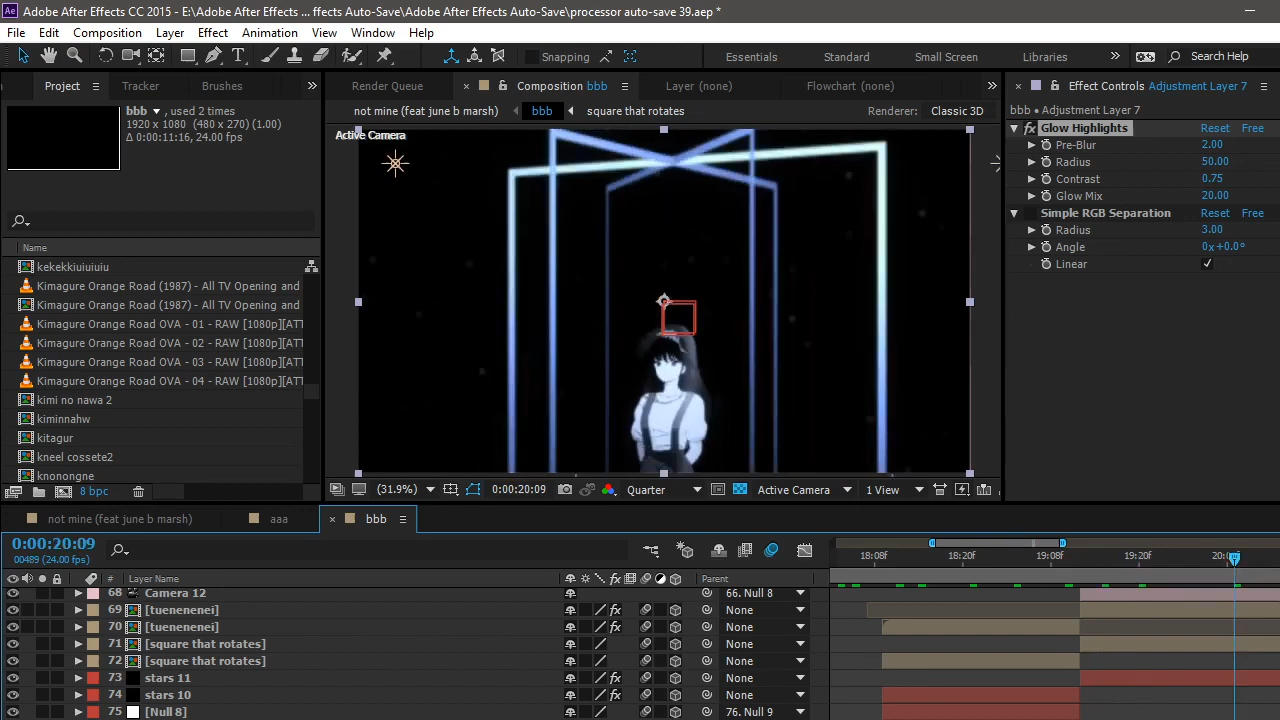 Adobe After Effects CC 2015 - E:\Adobe After Effects ... ffects Auto-Save\Adobe After Effects Auto-Save\processor auto-save 39.aep *
File Edit Composition Layer Effect Animation View Window Help
Snapping Essentials Standard Small Screen Libraries Search Help
Project Tracker Brushes
Render Queue Composition bbb Layer (none) Flowchart (none)
Effect Controls Adjustment Layer 7
bbb , used 2 times
1920 x 1080 (480 x 270) (1.00)
Δ 0:00:11:16, 24.00 fps
not mine (feat june b marsh) bbb square that rotates Renderer: Classic 3D
bbb • Adjustment Layer 7
Active Camera
fx Glow Highlights Reset Free
Pre-Blur 2.00
Radius 50.00
Contrast 0.75
Glow Mix 20.00
Simple RGB Separation Reset Free
Radius 3.00
Angle 0x+0.0°
Linear
Name
kekekkiuiuiuiu
Kimagure Orange Road (1987) - All TV Opening and
Kimagure Orange Road (1987) - All TV Opening and
Kimagure Orange Road OVA - 01 - RAW [1080p][ATT
Kimagure Orange Road OVA - 02 - RAW [1080p][ATT
Kimagure Orange Road OVA - 03 - RAW [1080p][ATT
Kimagure Orange Road OVA - 04 - RAW [1080p][ATT
kimi no nawa 2
kiminnahw
kitagur
kneel cossete2
knonongne
8 bpc
(31.9%) 0:00:20:09 Quarter Active Camera 1 View
not mine (feat june b marsh) aaa bbb
0:00:20:09
00489 (24.00 fps)
18:08f 18:20f 19:08f 19:20f
# Layer Name fx Parent
68 Camera 12 66. Null 8
69 [tuenenenei] fx None
70 [tuenenenei] fx None
71 [square that rotates] None
72 [square that rotates] None
73 stars 11 fx None
74 stars 10 fx None
75 [Null 8] 76. Null 9